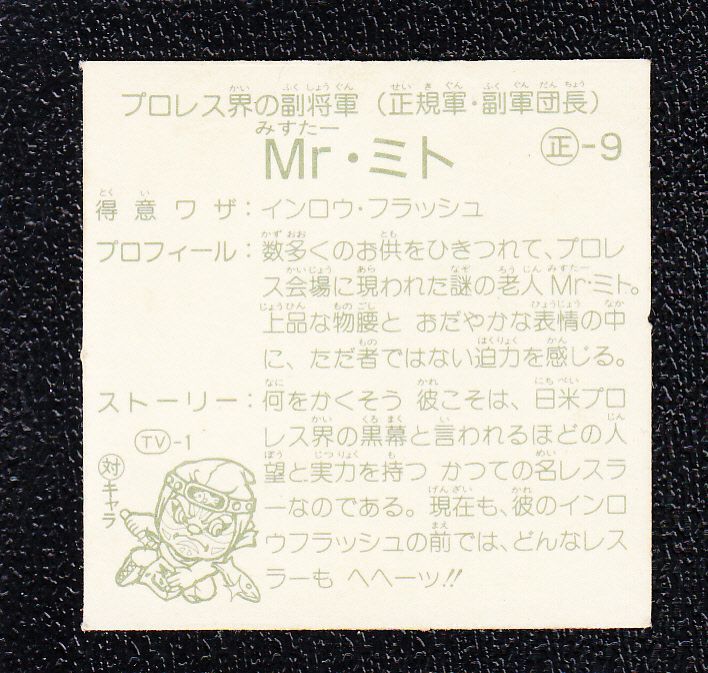 プロレス界の副将軍（正規軍・副軍団長）
みすたー
Mr・ミト ㊣-9
得意ワザ：インロウ・フラッシュ
プロフィール：数多くのお供をひきつれて、プロレ
ス会場に現われた謎の老人Mr・ミト。
上品な物腰と おだやかな表情の中
に、ただ者ではない迫力を感じる。
ストーリー：何をかくそう 彼こそは、日米プロ
TV-1 レス界の黒幕と言われるほどの人
対キャラ 望と実力を持つ かつての名レスラ
ーなのである。現在も、彼のインロ
ウフラッシュの前では、どんなレス
ラーも ヘヘーッ!!